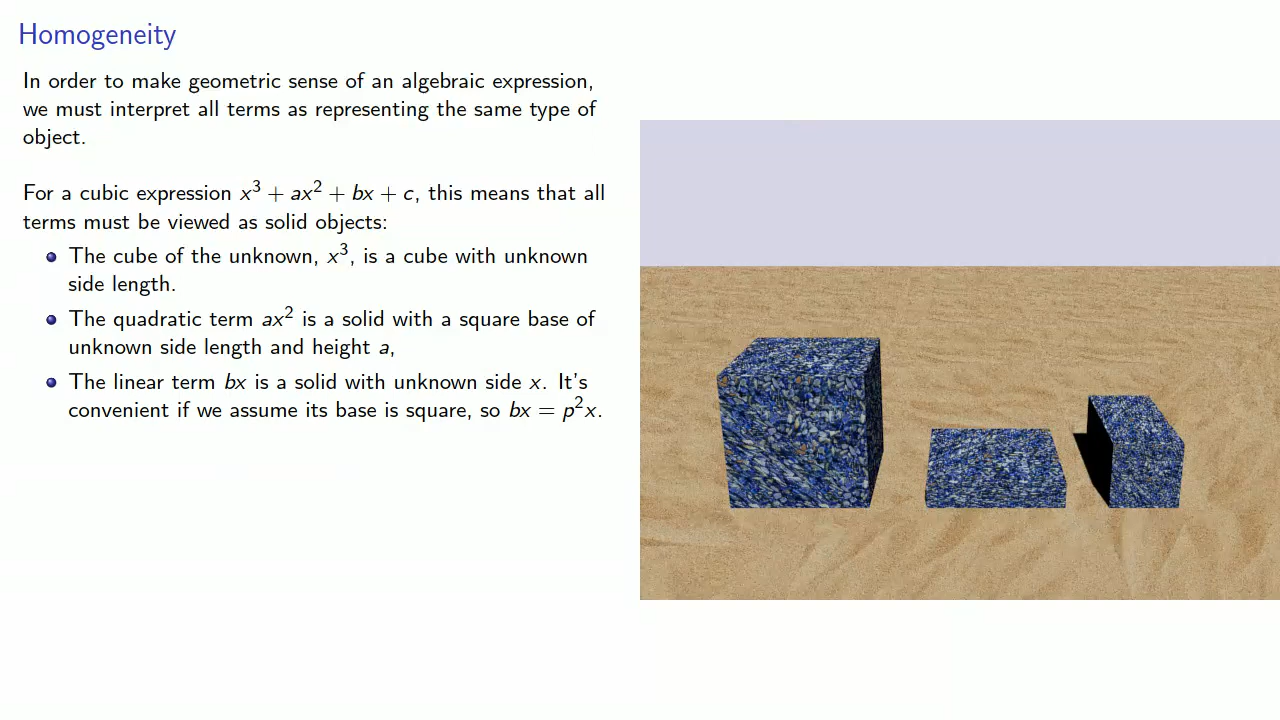 Homogeneity
In order to make geometric sense of an algebraic expression,
we must interpret all terms as representing the same type of
object.
For a cubic expression x³ + ax² + bx + c, this means that all
terms must be viewed as solid objects:
The cube of the unknown, x³, is a cube with unknown
side length.
The quadratic term ax² is a solid with a square base of
unknown side length and height a,
The linear term bx is a solid with unknown side x. It's
convenient if we assume its base is square, so bx = p²x.